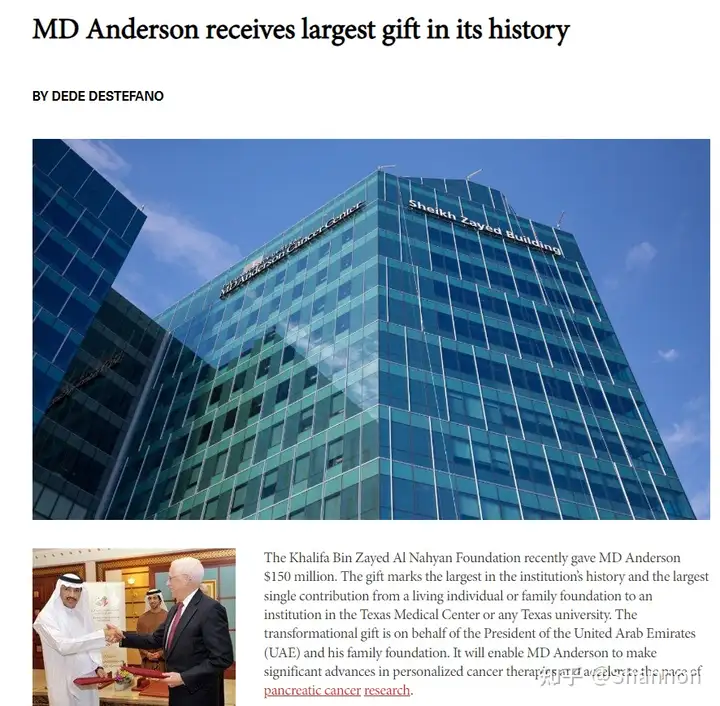 MD Anderson receives largest gift in its history
BY DEDE DESTEFANO
MD Anderson Cancer Center
Sheikh Zayed Building
The Khalifa Bin Zayed Al Nahyan Foundation recently gave MD Anderson
$150 million. The gift marks the largest in the institution's history and the largest
single contribution from a living individual or family foundation to an
institution in the Texas Medical Center or any Texas university. The
transformational gift is on behalf of the President of the United Arab Emirates
(UAE) and his family foundation. It will enable MD Anderson to make
significant advances in personalized cancer therapies and accelerate the pace of
pancreatic cancer research.
知乎 @Shannon